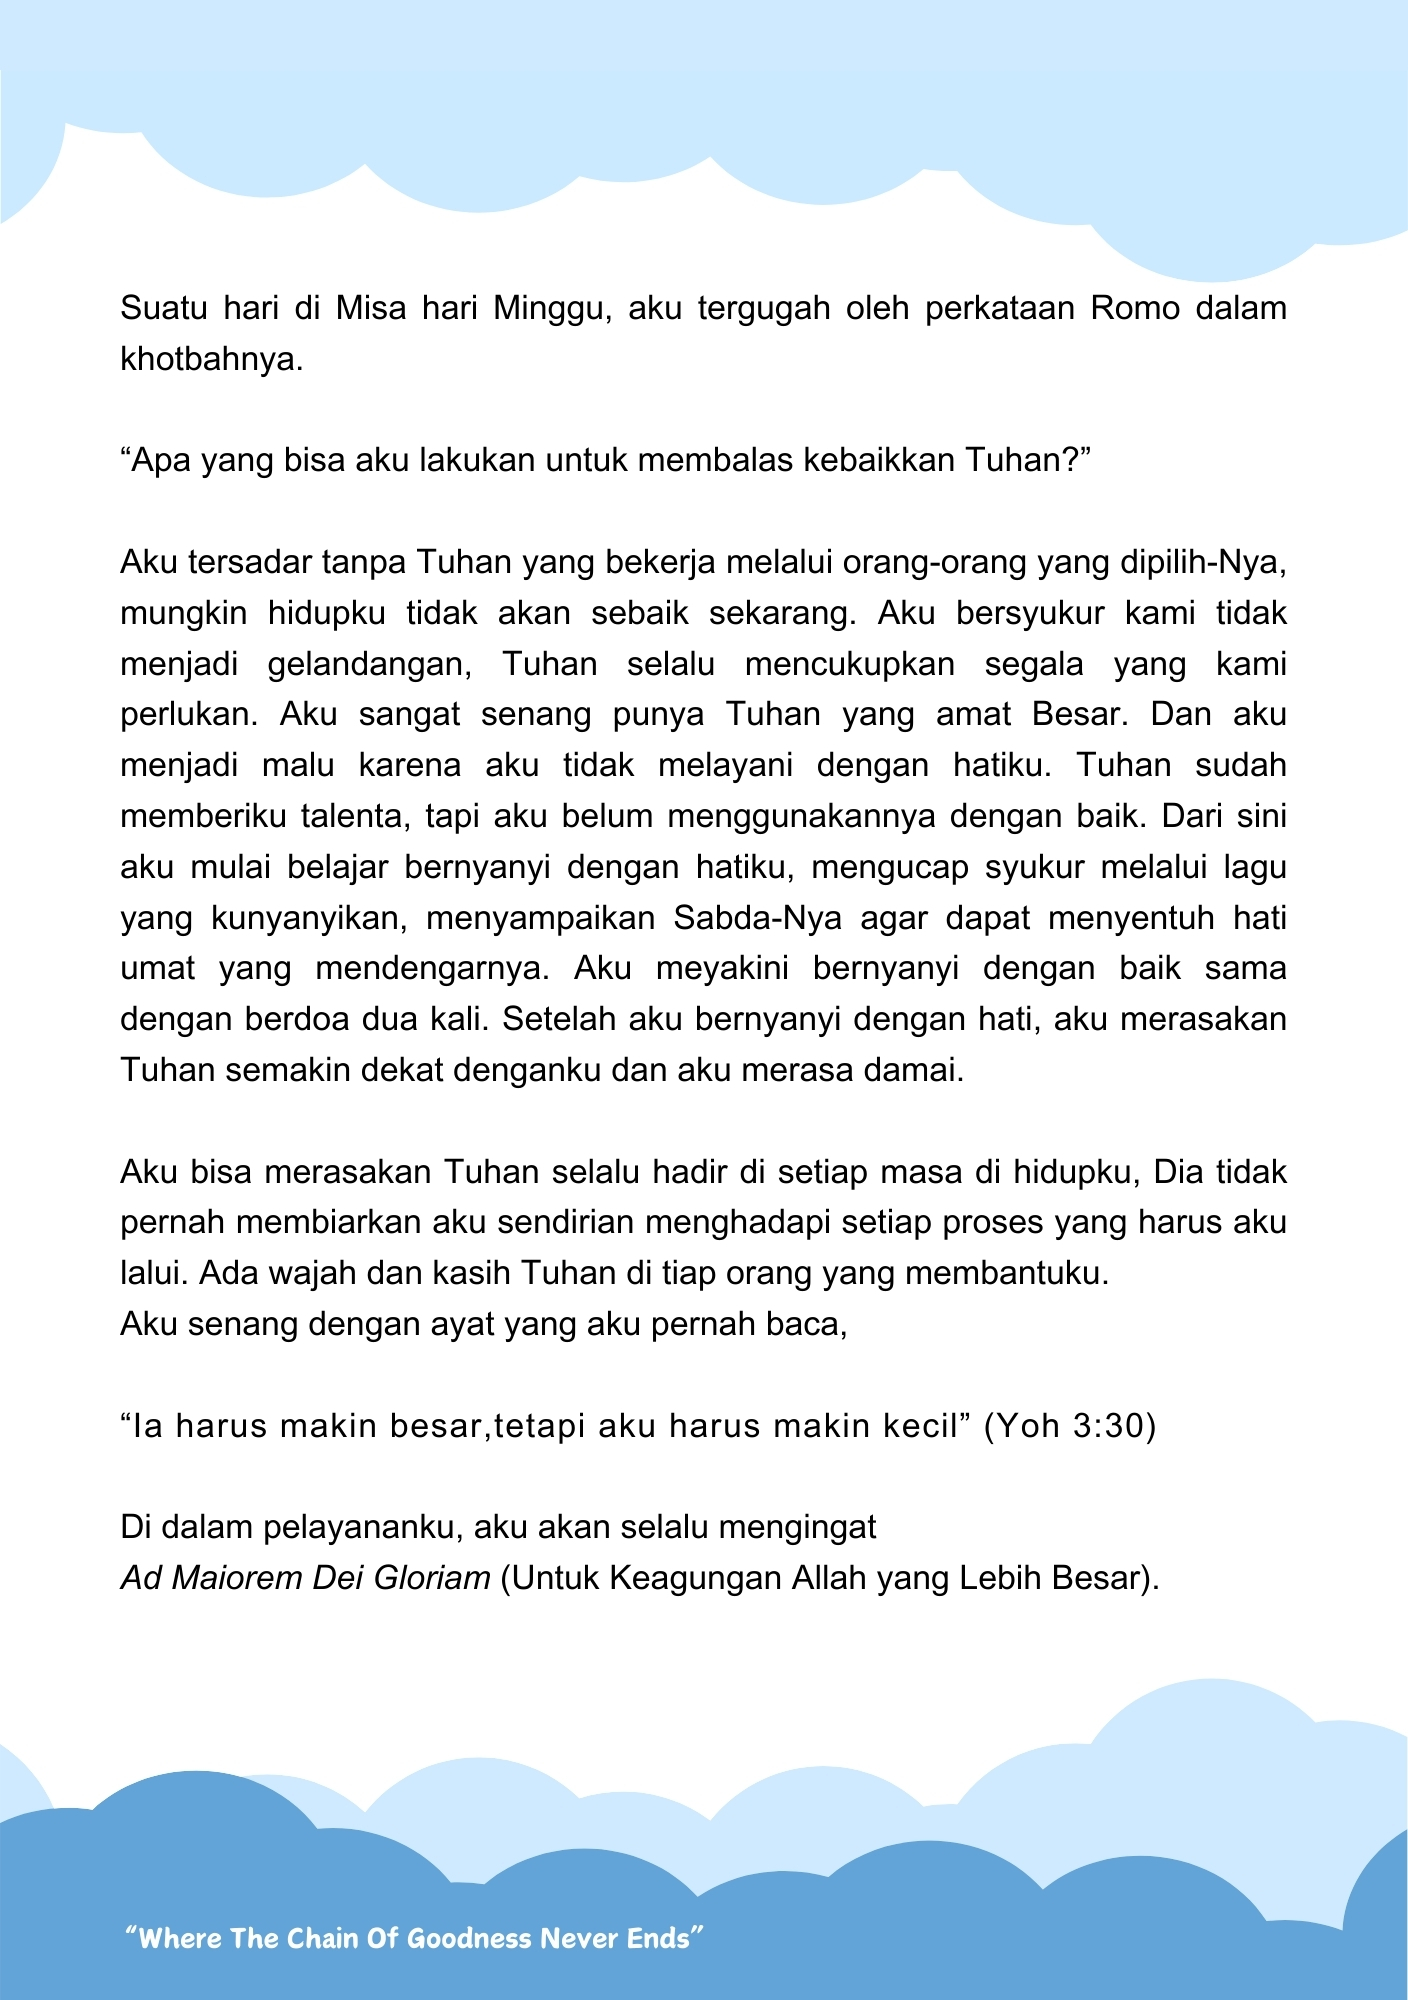 Suatu hari di Misa hari Minggu, aku tergugah oleh perkataan Romo dalam
khotbahnya.
“Apa yang bisa aku lakukan untuk membalas kebaikkan Tuhan?”
Aku tersadar tanpa Tuhan yang bekerja melalui orang-orang yang dipilih-Nya,
mungkin hidupku tidak akan sebaik sekarang. Aku bersyukur kami tidak
menjadi gelandangan, Tuhan selalu mencukupkan segala yang kami
perlukan. Aku sangat senang punya Tuhan yang amat Besar. Dan aku
menjadi malu karena aku tidak melayani dengan hatiku. Tuhan sudah
memberiku talenta, tapi aku belum menggunakannya dengan baik. Dari sini
aku mulai belajar bernyanyi dengan hatiku, mengucap syukur melalui lagu
yang kunyanyikan, menyampaikan Sabda-Nya agar dapat menyentuh hati
umat yang mendengarnya. Aku meyakini bernyanyi dengan baik sama
dengan berdoa dua kali. Setelah aku bernyanyi dengan hati, aku merasakan
Tuhan semakin dekat denganku dan aku merasa damai.
Aku bisa merasakan Tuhan selalu hadir di setiap masa di hidupku, Dia tidak
pernah membiarkan aku sendirian menghadapi setiap proses yang harus aku
lalui. Ada wajah dan kasih Tuhan di tiap orang yang membantuku.
Aku senang dengan ayat yang aku pernah baca,
“Ia harus makin besar,tetapi aku harus makin kecil” (Yoh 3:30)
Di dalam pelayananku, aku akan selalu mengingat
Ad Maiorem Dei Gloriam (Untuk Keagungan Allah yang Lebih Besar).
“Where The Chain Of Goodness Never Ends”